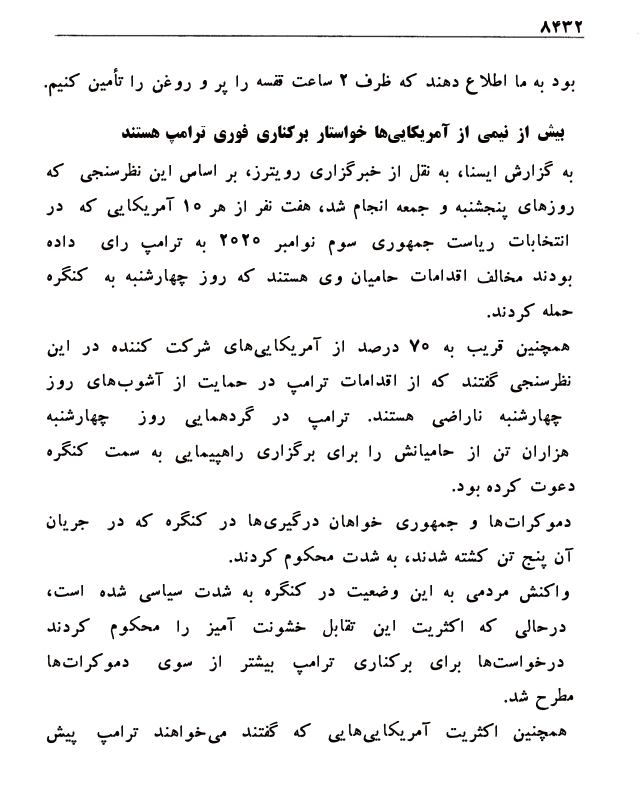 ۸۴۳۲
بود به ما اطلاع دهند که ظرف ۲ ساعت قفسه را پر و روغن را تأمین کنیم.
بیش از نیمی از آمریکایی‌ها خواستار برکناری فوری ترامپ هستند
به گزارش ایسنا، به نقل از خبرگزاری رویترز، بر اساس این نظرسنجی که
روزهای پنجشنبه و جمعه انجام شد، هفت نفر از هر ۱۰ آمریکایی که در
انتخابات ریاست جمهوری سوم نوامبر ۲۰۲۰ به ترامپ رای داده
بودند مخالف اقدامات حامیان وی هستند که روز چهارشنبه به کنگره
حمله کردند.
همچنین قریب به ۷۰ درصد از آمریکایی‌های شرکت کننده در این
نظرسنجی گفتند که از اقدامات ترامپ در حمایت از آشوب‌های روز
چهارشنبه ناراضی هستند. ترامپ در گردهمایی روز چهارشنبه
هزاران تن از حامیانش را برای برگزاری راهپیمایی به سمت کنگره
دعوت کرده بود.
دموکرات‌ها و جمهوری خواهان درگیری‌ها در کنگره که در جریان
آن پنج تن کشته شدند، به شدت محکوم کردند.
واکنش مردمی به این وضعیت در کنگره به شدت سیاسی شده است،
درحالی که اکثریت این تقابل خشونت آمیز را محکوم کردند
درخواست‌ها برای برکناری ترامپ بیشتر از سوی دموکرات‌ها
مطرح شد.
همچنین اکثریت آمریکایی‌هایی که گفتند می‌خواهند ترامپ پیش